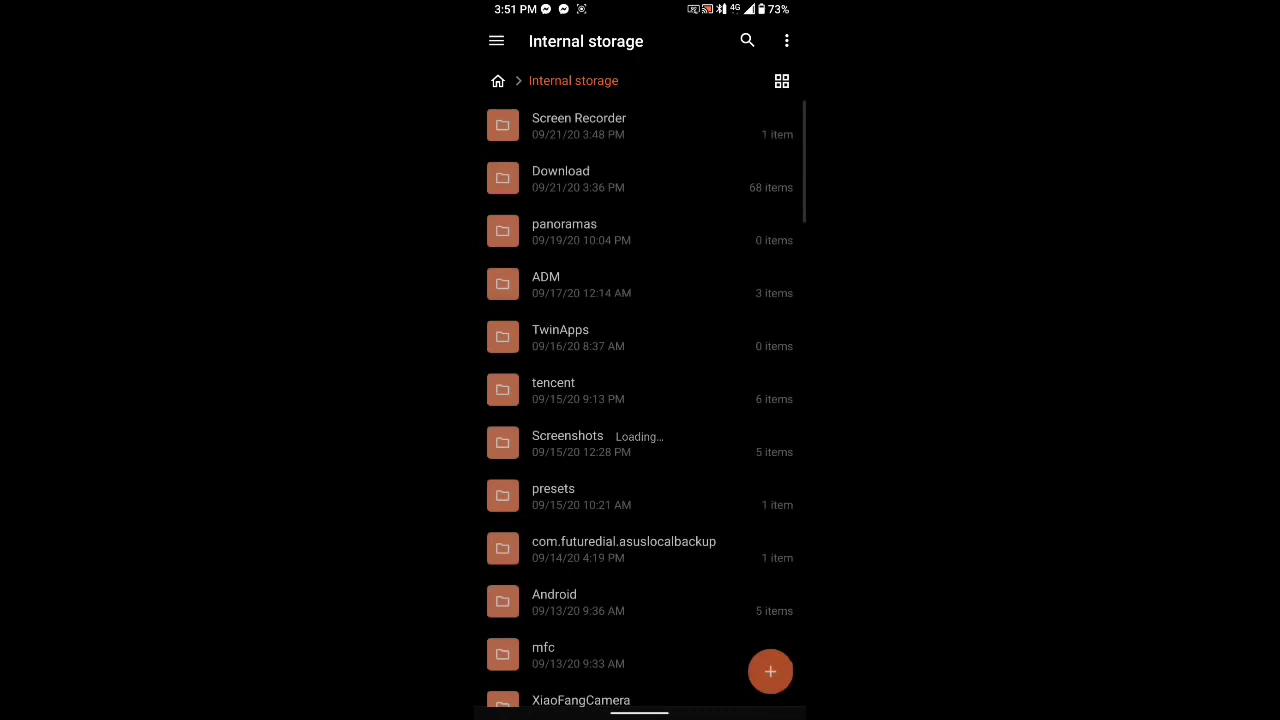 3:51 PM 4G 73%
Internal storage
Internal storage
Screen Recorder
09/21/20 3:48 PM 1 item
Download
09/21/20 3:36 PM 68 items
panoramas
09/19/20 10:04 PM 0 items
ADM
09/17/20 12:14 AM 3 items
TwinApps
09/16/20 8:37 AM 0 items
tencent
09/15/20 9:13 PM 6 items
Screenshots Loading...
09/15/20 12:28 PM 5 items
presets
09/15/20 10:21 AM 1 item
com.futuredial.asuslocalbackup
09/14/20 4:19 PM 1 item
Android
09/13/20 9:36 AM 5 items
mfc
09/13/20 9:33 AM
XiaoFangCamera